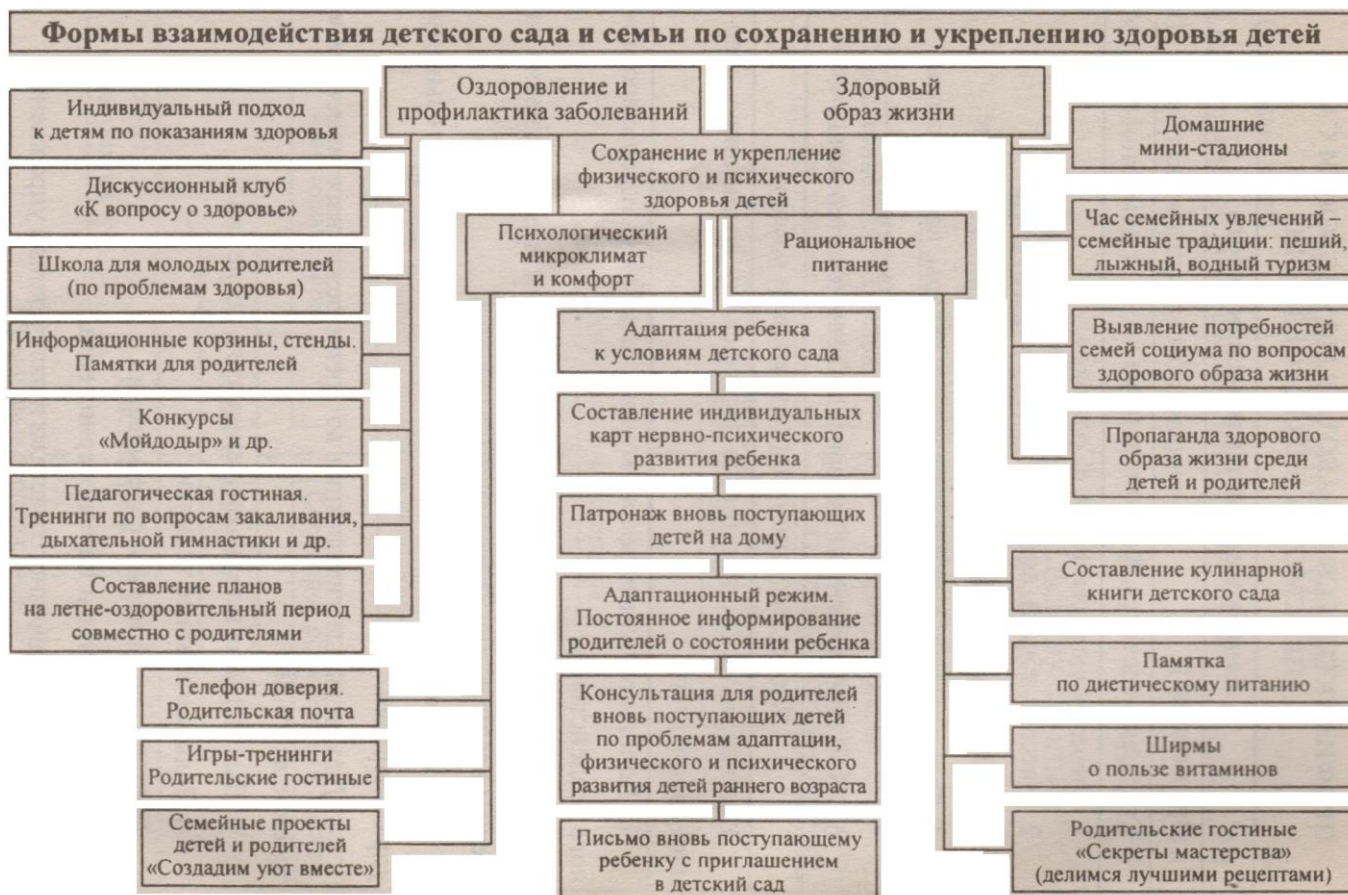 Формы взаимодействия детского сада и семьи по сохранению и укреплению здоровья детей
Оздоровление и
профилактика заболеваний
Здоровый
образ жизни
Сохранение и укрепление
физического и психического
здоровья детей
Психологический
микроклимат
и комфорт
Рациональное
питание
Индивидуальный подход
к детям по показаниям здоровья
Дискуссионный клуб
«К вопросу о здоровье»
Школа для молодых родителей
(по проблемам здоровья)
Информационные корзины, стенды.
Памятки для родителей
Конкурсы
«Мойдодыр» и др.
Педагогическая гостиная.
Тренинги по вопросам закаливания,
дыхательной гимнастики и др.
Составление планов
на летне-оздоровительный период
совместно с родителями
Телефон доверия.
Родительская почта
Игры-тренинги
Родительские гостиные
Семейные проекты
детей и родителей
«Создадим уют вместе»
Адаптация ребенка
к условиям детского сада
Составление индивидуальных
карт нервно-психического
развития ребенка
Патронаж вновь поступающих
детей на дому
Адаптационный режим.
Постоянное информирование
родителей о состоянии ребенка
Консультация для родителей
вновь поступающих детей
по проблемам адаптации,
физического и психического
развития детей раннего возраста
Письмо вновь поступающему
ребенку с приглашением
в детский сад
Домашние
мини-стадионы
Час семейных увлечений –
семейные традиции: пеший,
лыжный, водный туризм
Выявление потребностей
семей социума по вопросам
здорового образа жизни
Пропаганда здорового
образа жизни среди
детей и родителей
Составление кулинарной
книги детского сада
Памятка
по диетическому питанию
Ширмы
о пользе витаминов
Родительские гостиные
«Секреты мастерства»
(делимся лучшими рецептами)